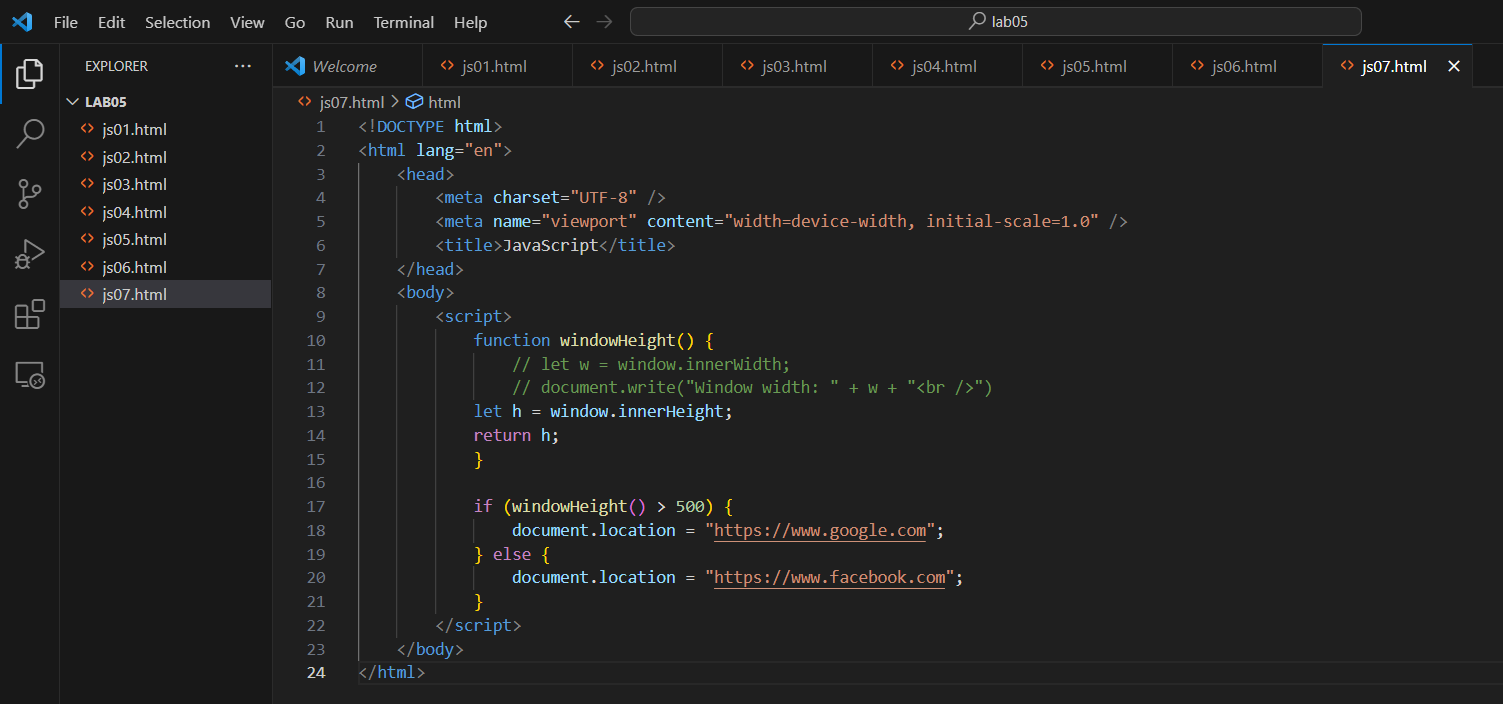 File Edit Selection View Go Run Terminal Help lab05
EXPLORER ...
Welcome js01.html js02.html js03.html js04.html js05.html js06.html js07.html
LAB05
js01.html
js02.html
js03.html
js04.html
js05.html
js06.html
js07.html
js07.html > html
1 <!DOCTYPE html>
2 <html lang="en">
3 <head>
4 <meta charset="UTF-8" />
5 <meta name="viewport" content="width=device-width, initial-scale=1.0" />
6 <title>JavaScript</title>
7 </head>
8 <body>
9 <script>
10 function windowHeight() {
11 // let w = window.innerWidth;
12 // document.write("Window width: " + w + "<br />")
13 let h = window.innerHeight;
14 return h;
15 }
16
17 if (windowHeight() > 500) {
18 document.location = "https://www.google.com";
19 } else {
20 document.location = "https://www.facebook.com";
21 }
22 </script>
23 </body>
24 </html>